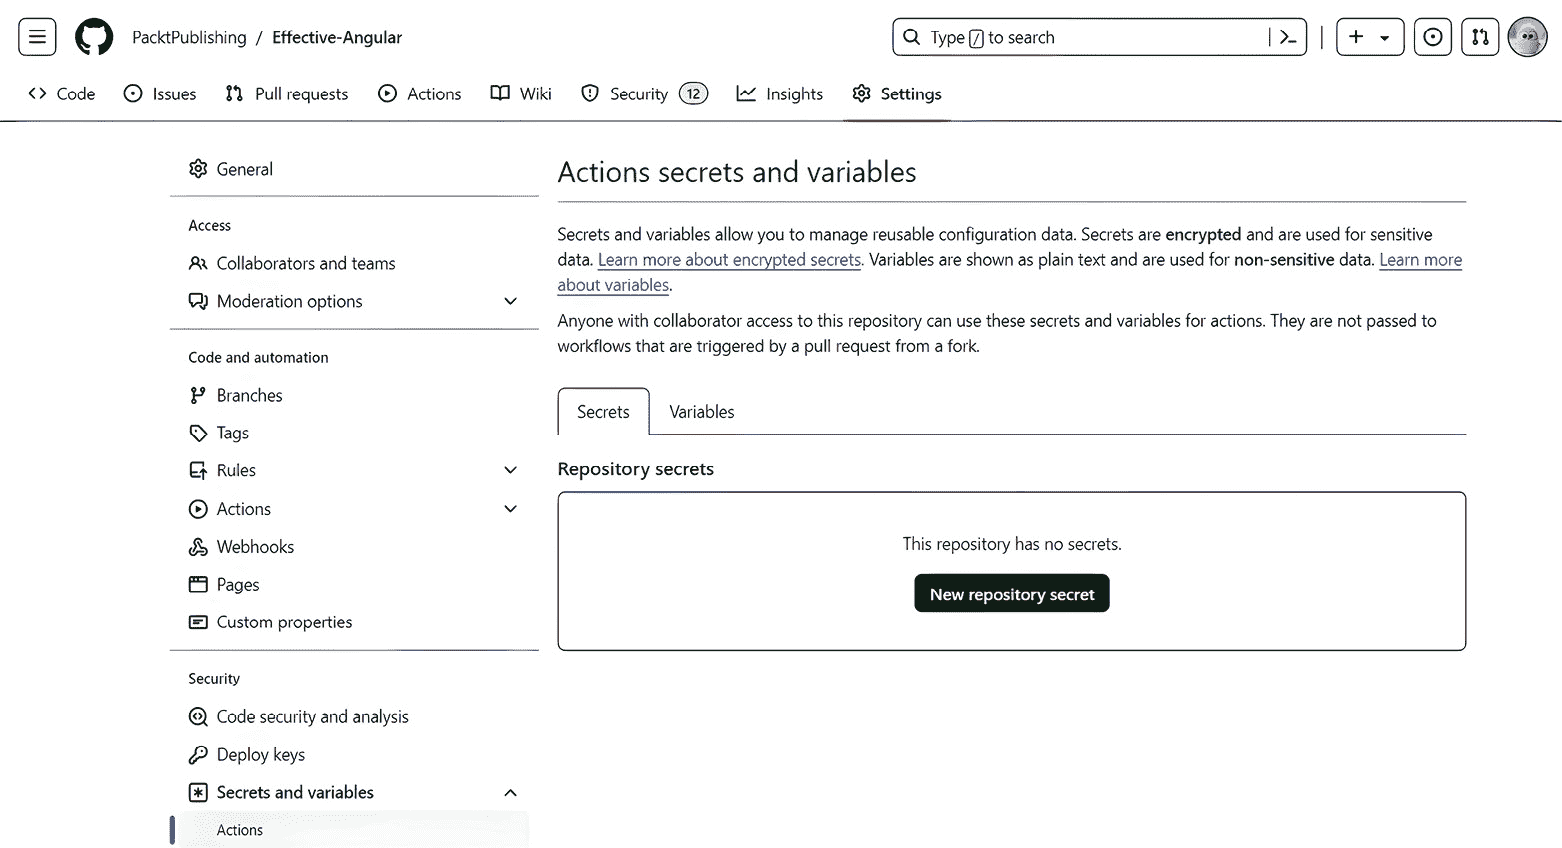 PacktPublishing / Effective-Angular
Type / to search
Code Issues Pull requests Actions Wiki Security 12 Insights Settings
General
Access
Collaborators and teams
Moderation options
Code and automation
Branches
Tags
Rules
Actions
Webhooks
Pages
Custom properties
Security
Code security and analysis
Deploy keys
Secrets and variables
Actions
Actions secrets and variables
Secrets and variables allow you to manage reusable configuration data. Secrets are encrypted and are used for sensitive
data. Learn more about encrypted secrets. Variables are shown as plain text and are used for non-sensitive data. Learn more
about variables.
Anyone with collaborator access to this repository can use these secrets and variables for actions. They are not passed to
workflows that are triggered by a pull request from a fork.
Secrets Variables
Repository secrets
This repository has no secrets.
New repository secret